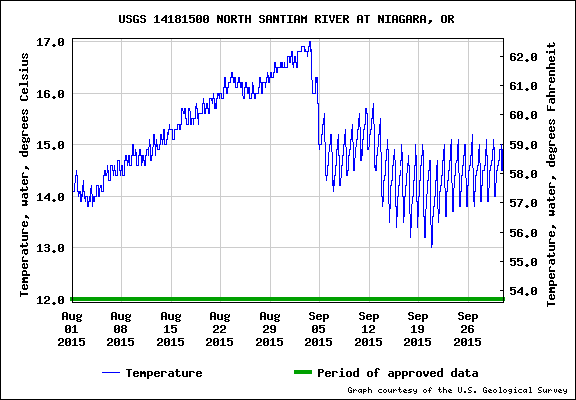 USGS 14181500 NORTH SANTIAM RIVER AT NIAGARA, OR
Temperature, water, degrees Celsius
17.0
16.0
15.0
14.0
13.0
12.0
62.0
61.0
60.0
59.0
58.0
57.0
56.0
55.0
54.0
Temperature, water, degrees Fahrenheit
Aug Aug Aug Aug Aug Sep Sep Sep Sep
01 08 15 22 29 05 12 19 26
2015 2015 2015 2015 2015 2015 2015 2015 2015
Temperature Period of approved data
Graph courtesy of the U.S. Geological Survey